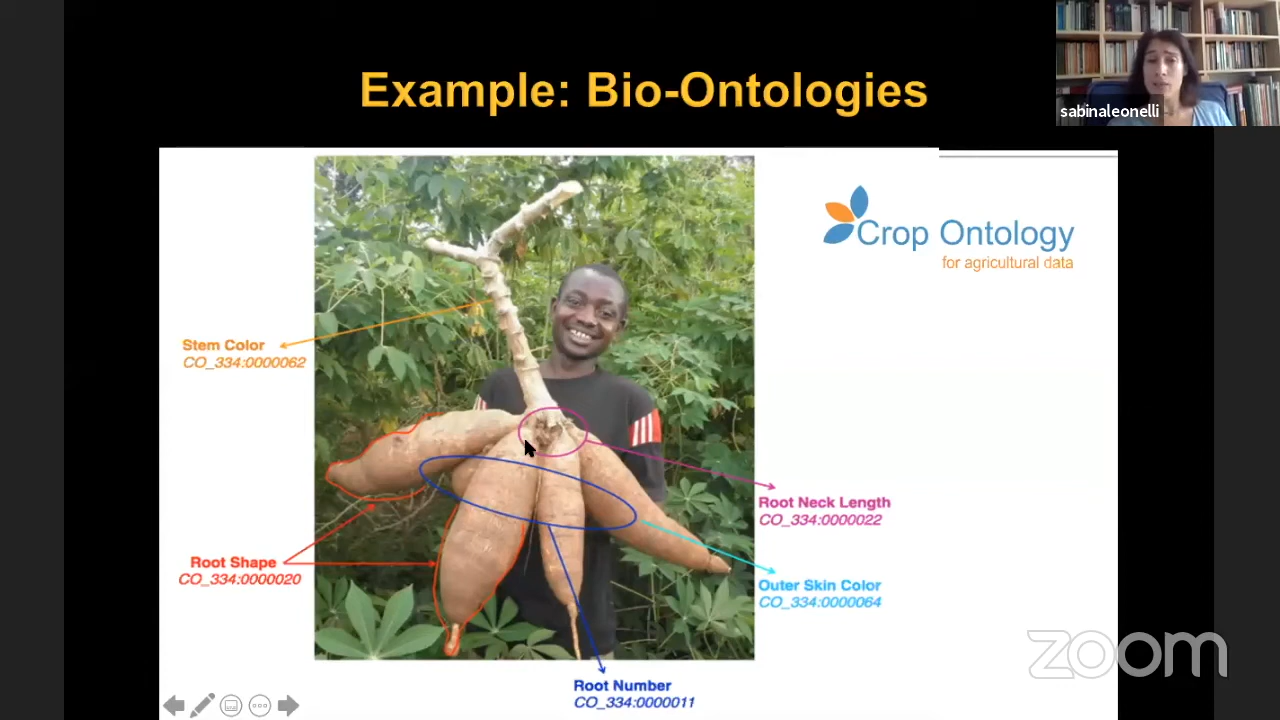 Example: Bio-Ontologies
sabinaleonelli
Crop Ontology
for agricultural data
Stem Color
CO_334:0000062
Root Neck Length
CO_334:0000022
Root Shape
CO_334:0000020
Outer Skin Color
CO_334:0000064
Root Number
CO_334:0000011
zoom